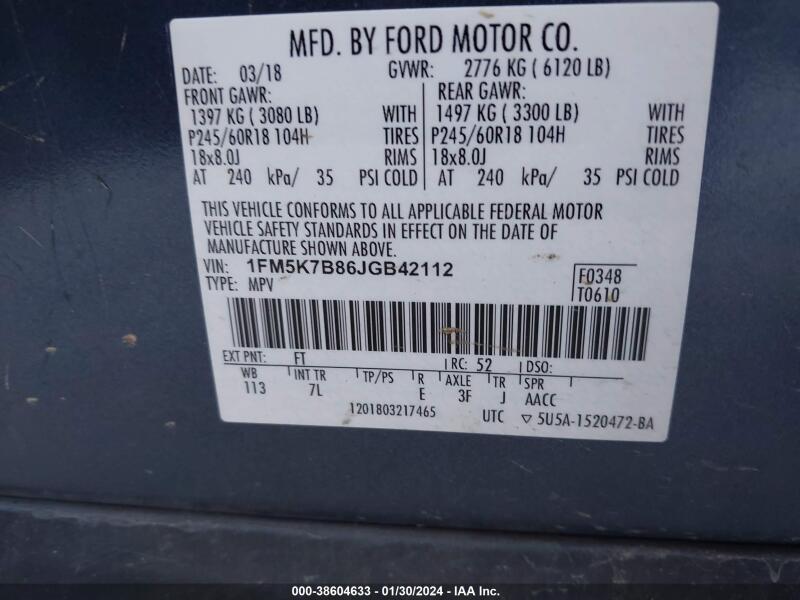 MFD. BY FORD MOTOR CO.
DATE: 03/18 GVWR: 2776 KG ( 6120 LB)
FRONT GAWR: REAR GAWR:
1397 KG ( 3080 LB) WITH 1497 KG ( 3300 LB) WITH
P245/60R18 104H TIRES P245/60R18 104H TIRES
18x8.0J RIMS 18x8.0J RIMS
AT 240 kPa/ 35 PSI COLD AT 240 kPa/ 35 PSI COLD
THIS VEHICLE CONFORMS TO ALL APPLICABLE FEDERAL MOTOR
VEHICLE SAFETY STANDARDS IN EFFECT ON THE DATE OF
MANUFACTURE SHOWN ABOVE.
VIN: 1FM5K7B86JGB42112 F0348
TYPE: MPV T0610
EXT PNT: FT RC: 52 DSO:
WB INT TR TP/PS R AXLE TR SPR
113 7L E 3F J AACC
1201803217465 UTC ▽ 5U5A-1520472-BA
000-38604633 - 01/30/2024 - IAA Inc.